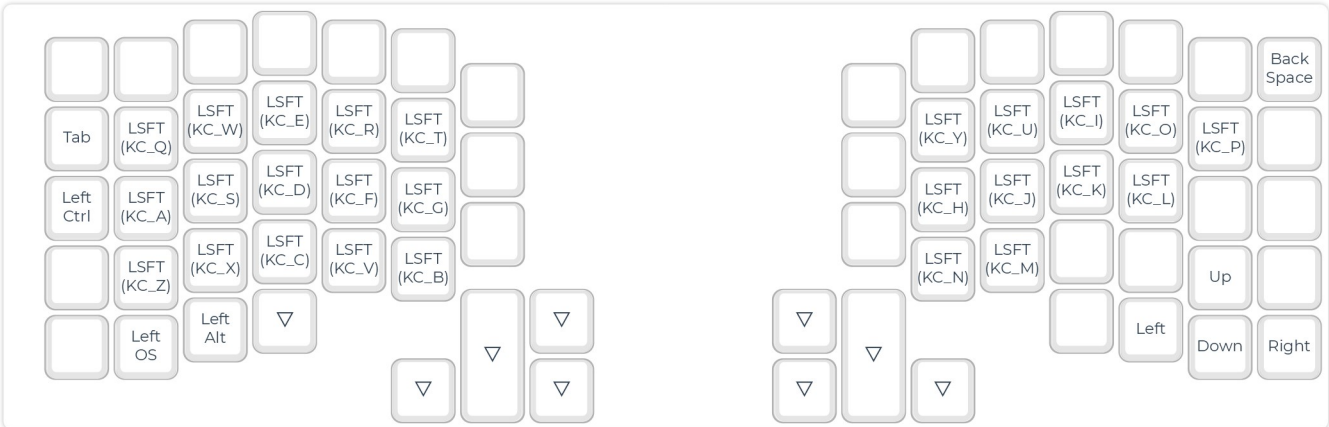 Back
Space
Tab
LSFT
(KC_Q)
LSFT
(KC_W)
LSFT
(KC_E)
LSFT
(KC_R)
LSFT
(KC_T)
LSFT
(KC_Y)
LSFT
(KC_U)
LSFT
(KC_I)
LSFT
(KC_O)
LSFT
(KC_P)
Left
Ctrl
LSFT
(KC_A)
LSFT
(KC_S)
LSFT
(KC_D)
LSFT
(KC_F)
LSFT
(KC_G)
LSFT
(KC_H)
LSFT
(KC_J)
LSFT
(KC_K)
LSFT
(KC_L)
LSFT
(KC_Z)
LSFT
(KC_X)
LSFT
(KC_C)
LSFT
(KC_V)
LSFT
(KC_B)
LSFT
(KC_N)
LSFT
(KC_M)
Up
Left
OS
Left
Alt
▽
▽
▽
▽
▽
▽
▽
▽
▽
Left
Down
Right